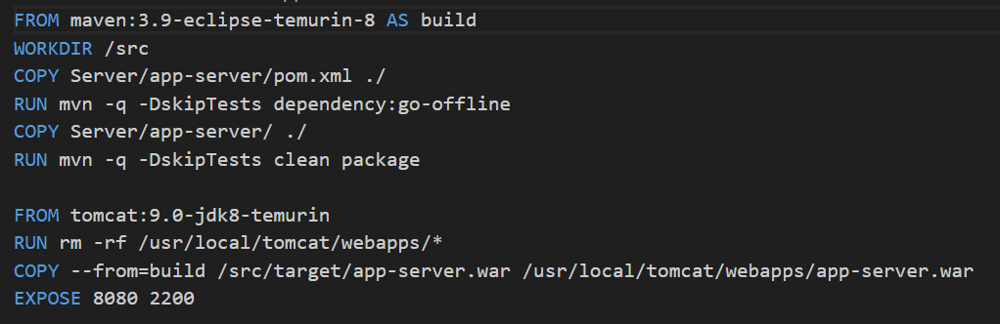 FROM maven:3.9-eclipse-temurin-8 AS build
WORKDIR /src
COPY Server/app-server/pom.xml ./
RUN mvn -q -DskipTests dependency:go-offline
COPY Server/app-server/ ./
RUN mvn -q -DskipTests clean package
FROM tomcat:9.0-jdk8-temurin
RUN rm -rf /usr/local/tomcat/webapps/*
COPY --from=build /src/target/app-server.war /usr/local/tomcat/webapps/app-server.war
EXPOSE 8080 2200